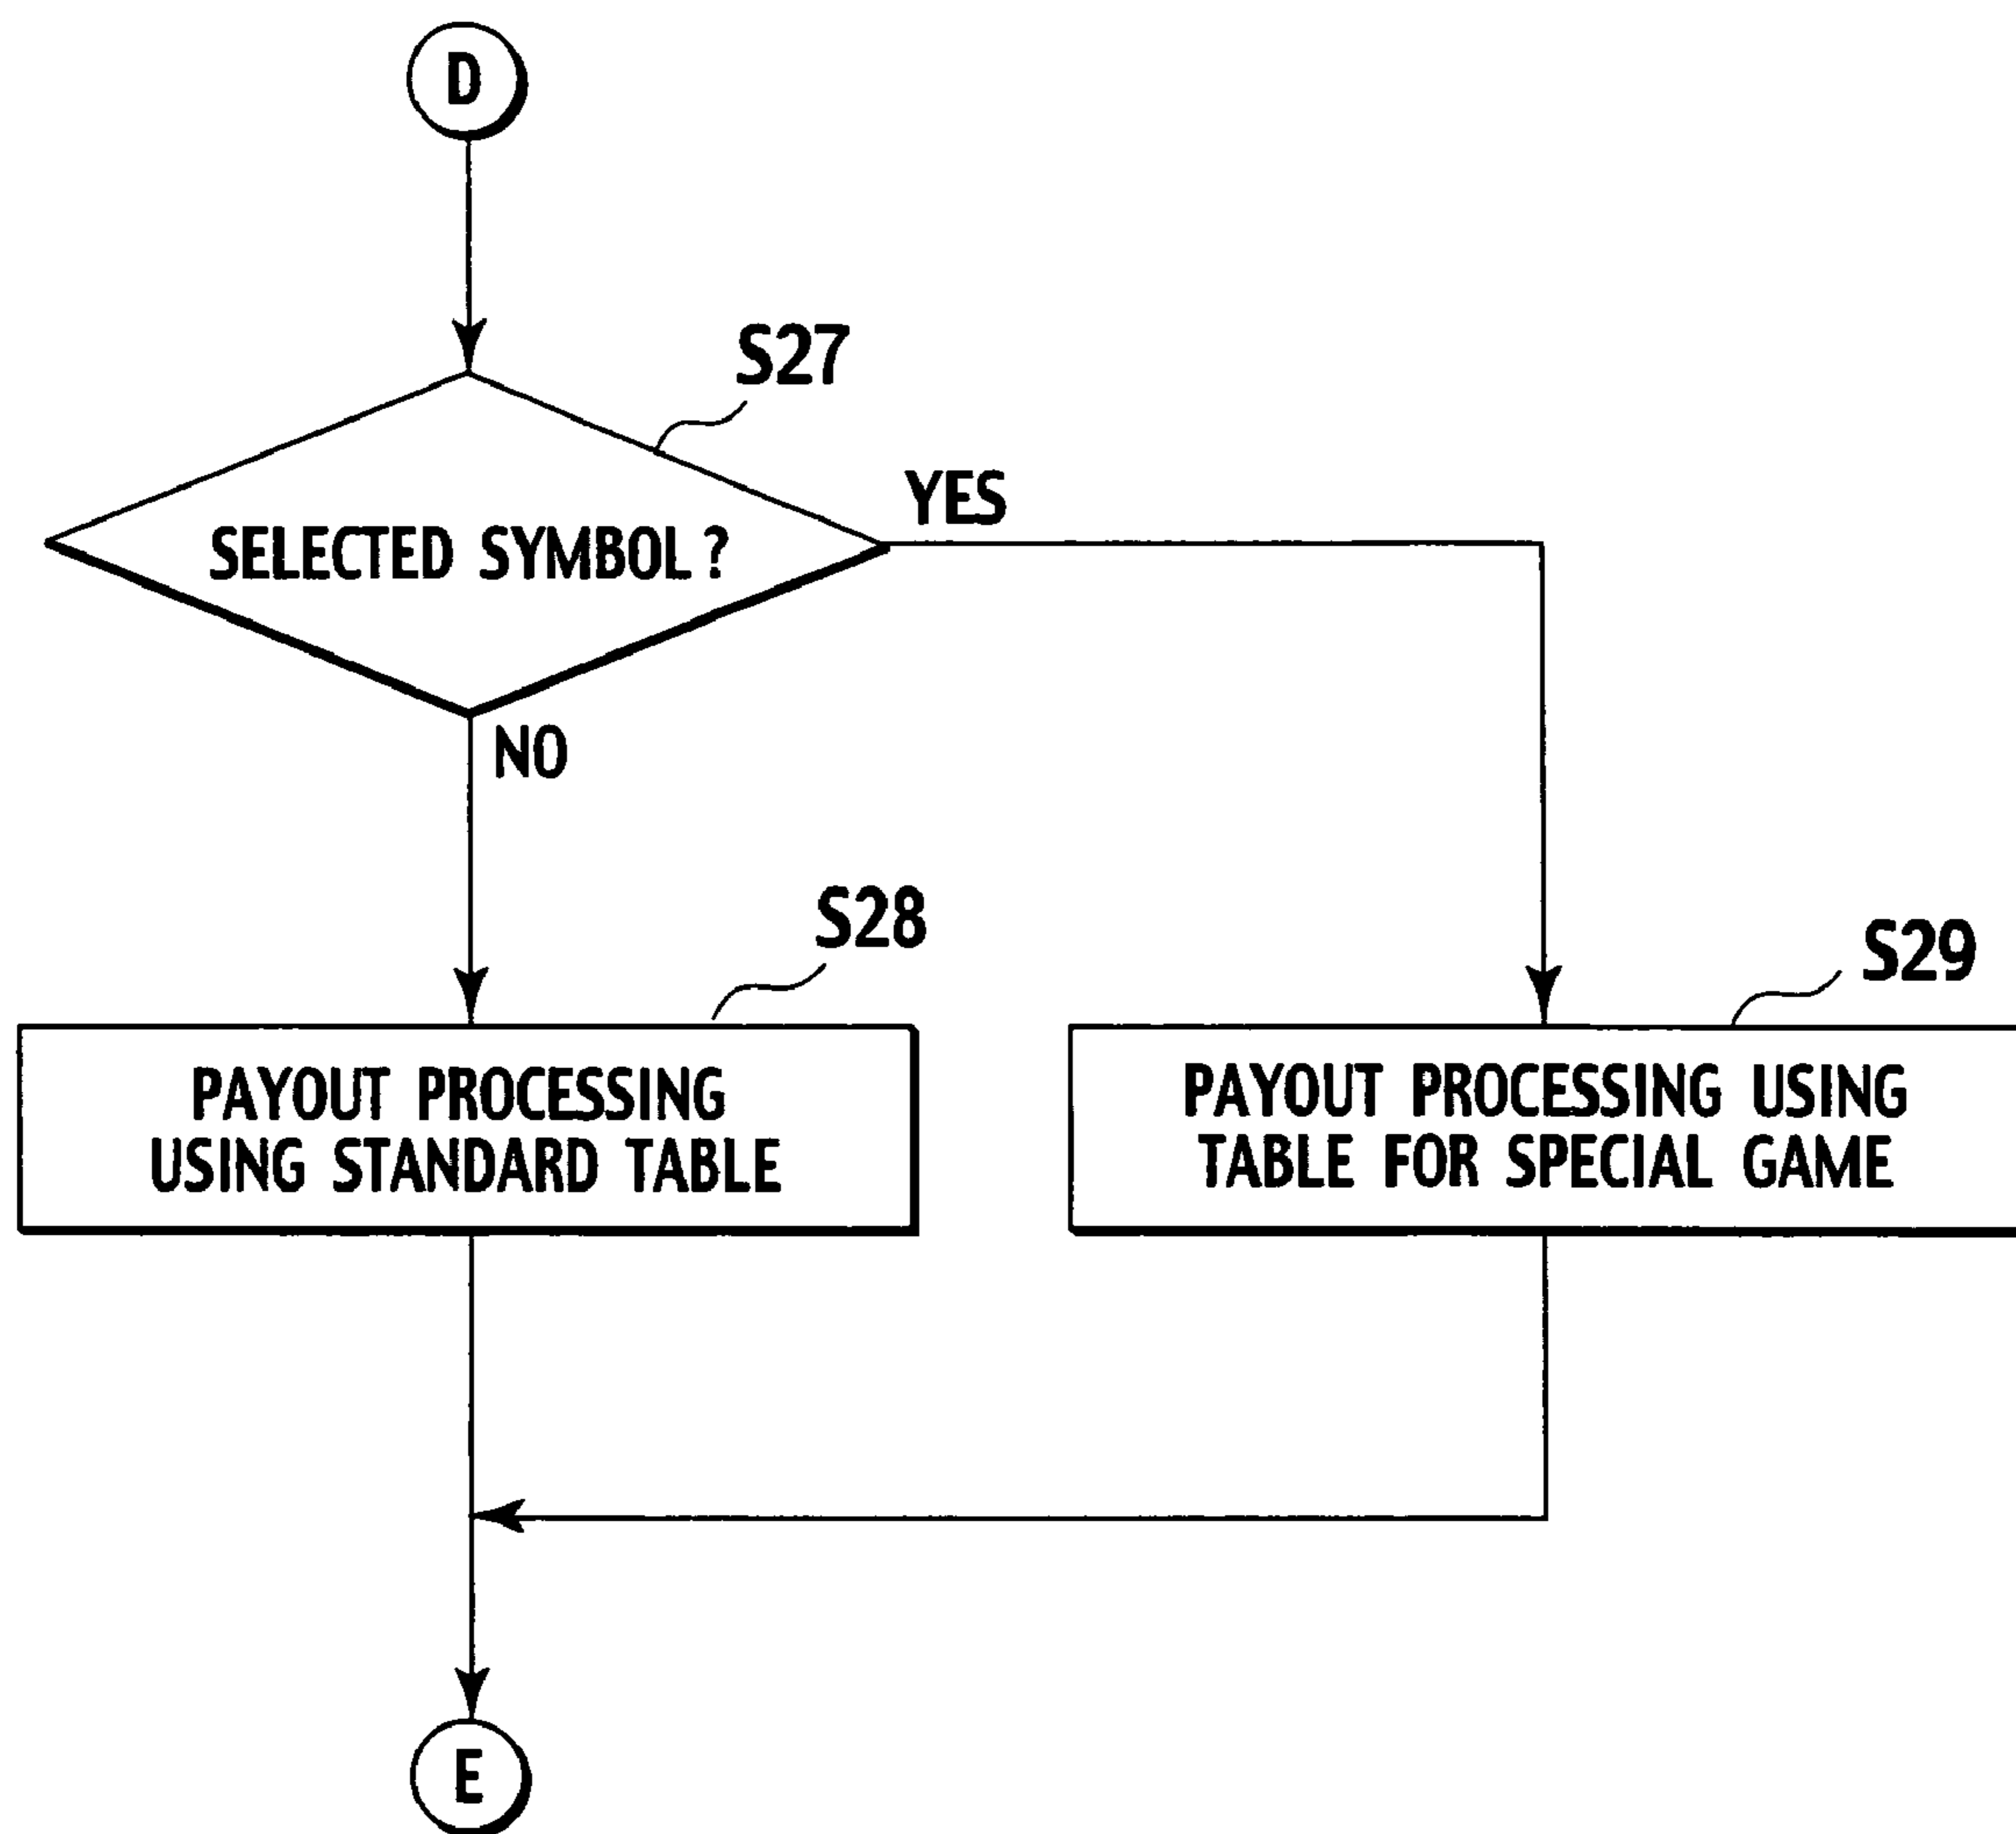 D
S27
SELECTED SYMBOL ?
YES
NO
S28
S29
PAYOUT PROCESSING
USING STANDARD TABLE
PAYOUT PROCESSING USING
TABLE FOR SPECIAL GAME
E